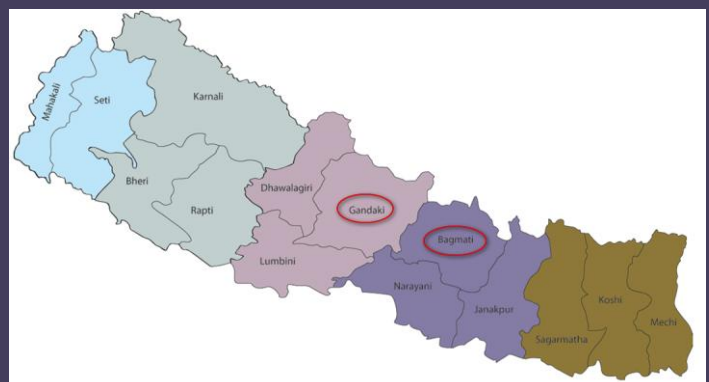 Mahakali
Seti
Karnali
Bheri
Rapti
Dhawalagiri
Gandaki
Lumbini
Bagmati
Narayani
Janakpur
Sagarmatha
Koshi
Mechi